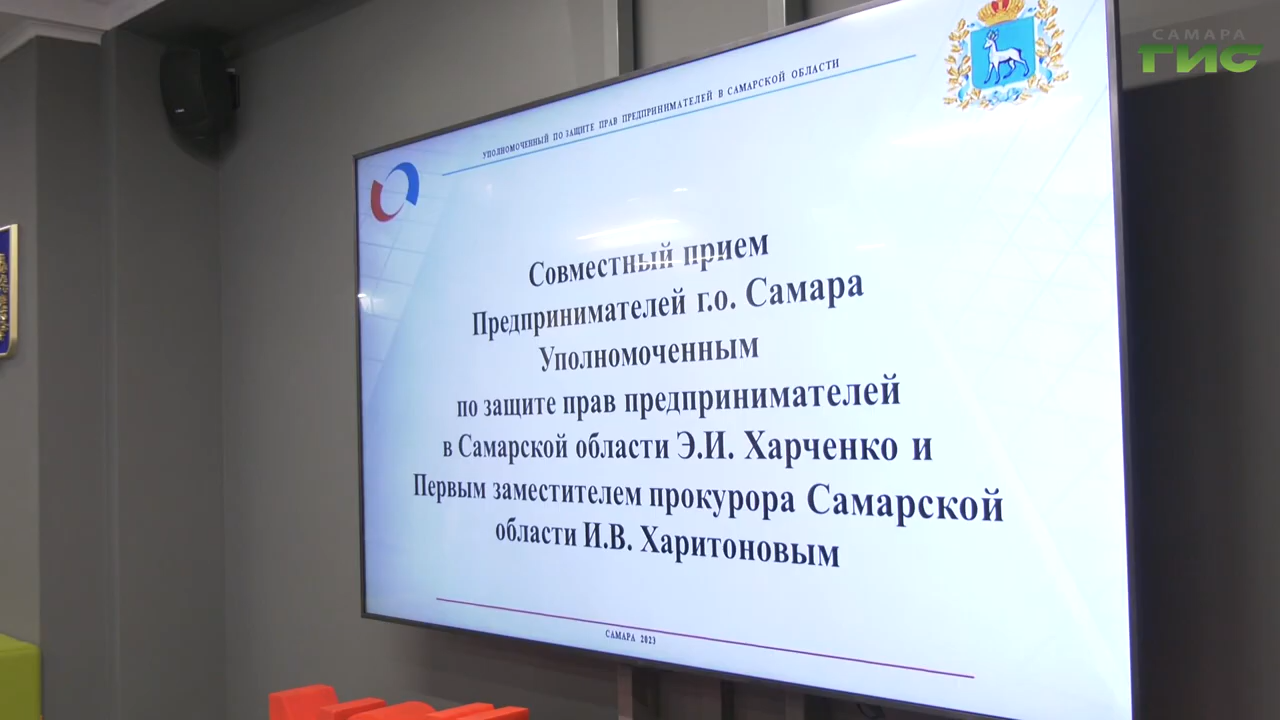 САМАРА
ГИС
УПОЛНОМОЧЕННЫЙ ПО ЗАЩИТЕ ПРАВ ПРЕДПРИНИМАТЕЛЕЙ В САМАРСКОЙ ОБЛАСТИ
Совместный прием
Предпринимателей г.о. Самара
Уполномоченным
по защите прав предпринимателей
в Самарской области Э.И. Харченко и
Первым заместителем прокурора Самарской
области И.В. Харитоновым
САМАРА 2023